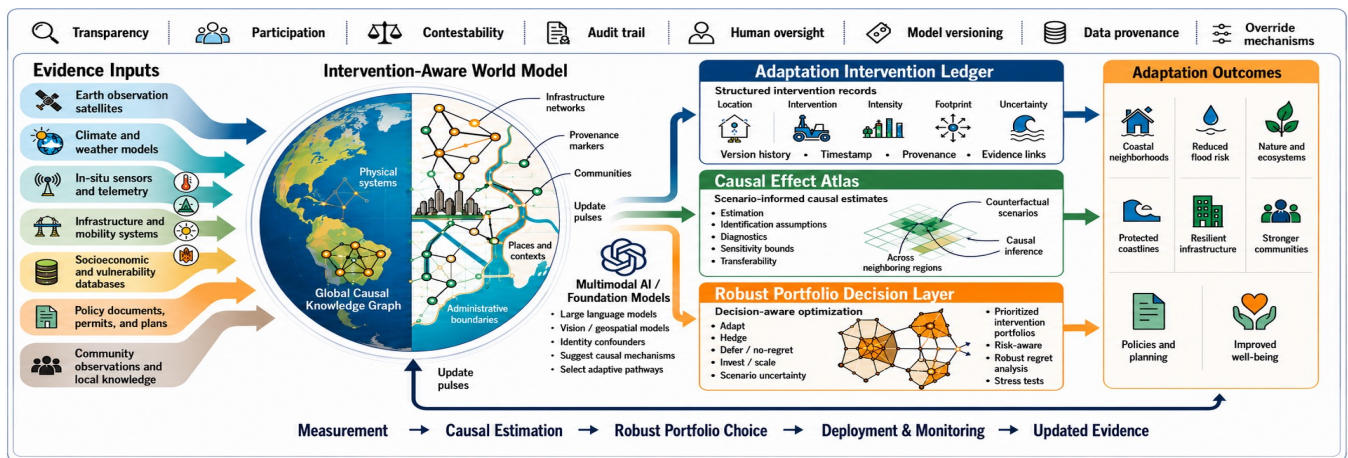 Transparency
Participation
Contestability
Audit trail
Human oversight
Model versioning
Data provenance
Override
mechanisms
Evidence Inputs
Earth observation
satellites
Climate and
weather models
In-situ sensors
and telemetry
Infrastructure and
mobility systems
Socioeconomic
and vulnerability
databases
Policy documents,
permits, and plans
Community
observations and
local knowledge
Intervention-Aware World Model
Physical
systems
Global Causal
Knowledge Graph
Places and
contexts
Administrative
boundaries
Infrastructure
networks
Provenance
markers
Communities
Update
pulses
Multimodal AI /
Foundation Models
• Large language models
• Vision / geospatial models
• Identity confounders
• Suggest causal mechanisms
• Select adaptive pathways
Update
pulses
Adaptation Intervention Ledger
Structured intervention records
Location Intervention Intensity Footprint Uncertainty
Version history • Timestamp • Provenance • Evidence links
Causal Effect Atlas
Scenario-informed causal estimates
• Estimation
• Identification assumptions
• Diagnostics
• Sensitivity bounds
• Transferability
Counterfactual
scenarios
Causal
inference
Across
neighboring regions
Robust Portfolio Decision Layer
Decision-aware optimization
• Adapt
• Hedge
• Defer / no-regret
• Invest / scale
• Scenario uncertainty
• Prioritized
intervention
portfolios
• Risk-aware
• Robust regret
analysis
• Stress tests
Adaptation Outcomes
Coastal
neighborhoods
Reduced
flood risk
Nature and
ecosystems
Protected
coastlines
Resilient
infrastructure
Stronger
communities
Policies and
planning
Improved
well-being
Measurement → Causal Estimation → Robust Portfolio Choice → Deployment & Monitoring → Updated Evidence